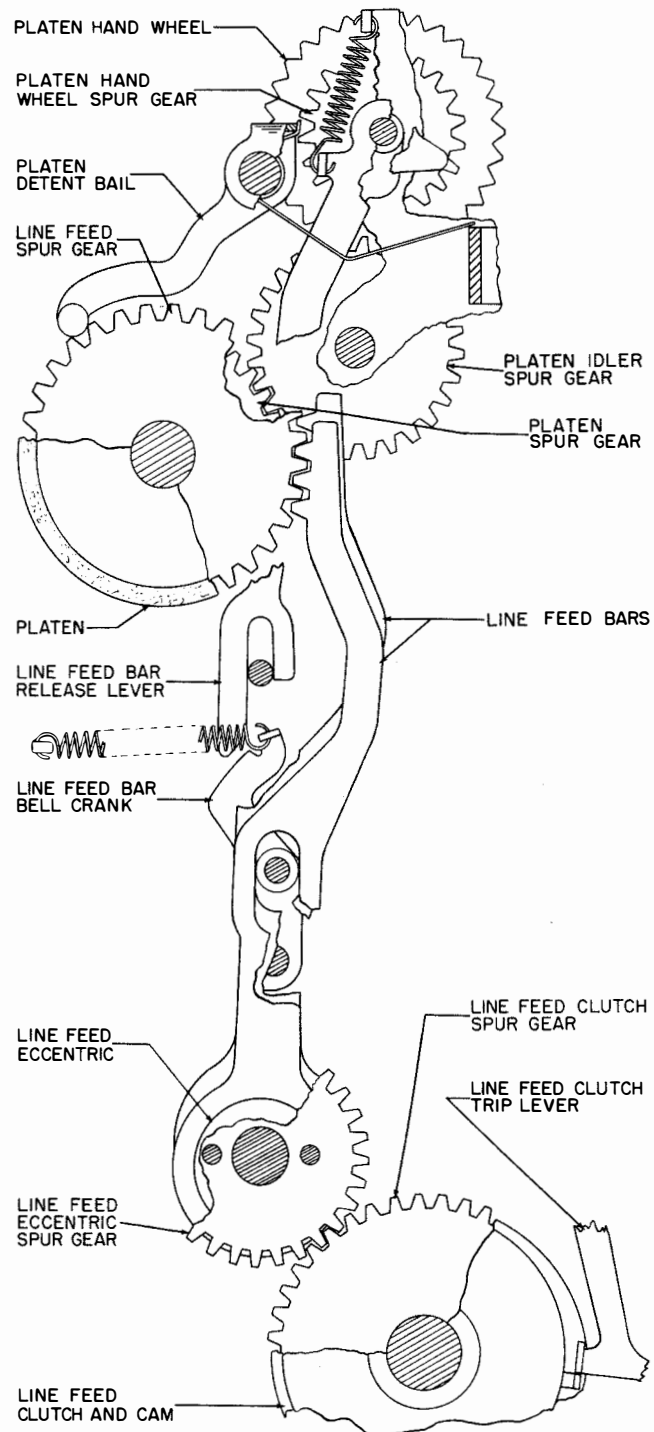 PLATEN HAND WHEEL
PLATEN HAND
WHEEL SPUR GEAR
PLATEN
DETENT BAIL
LINE FEED
SPUR GEAR
PLATEN IDLER
SPUR GEAR
PLATEN
SPUR GEAR
PLATEN
LINE FEED BARS
LINE FEED BAR
RELEASE LEVER
LINE FEED BAR
BELL CRANK
LINE FEED CLUTCH
SPUR GEAR
LINE FEED
ECCENTRIC
LINE FEED CLUTCH
TRIP LEVER
LINE FEED
ECCENTRIC
SPUR GEAR
LINE FEED
CLUTCH AND CAM